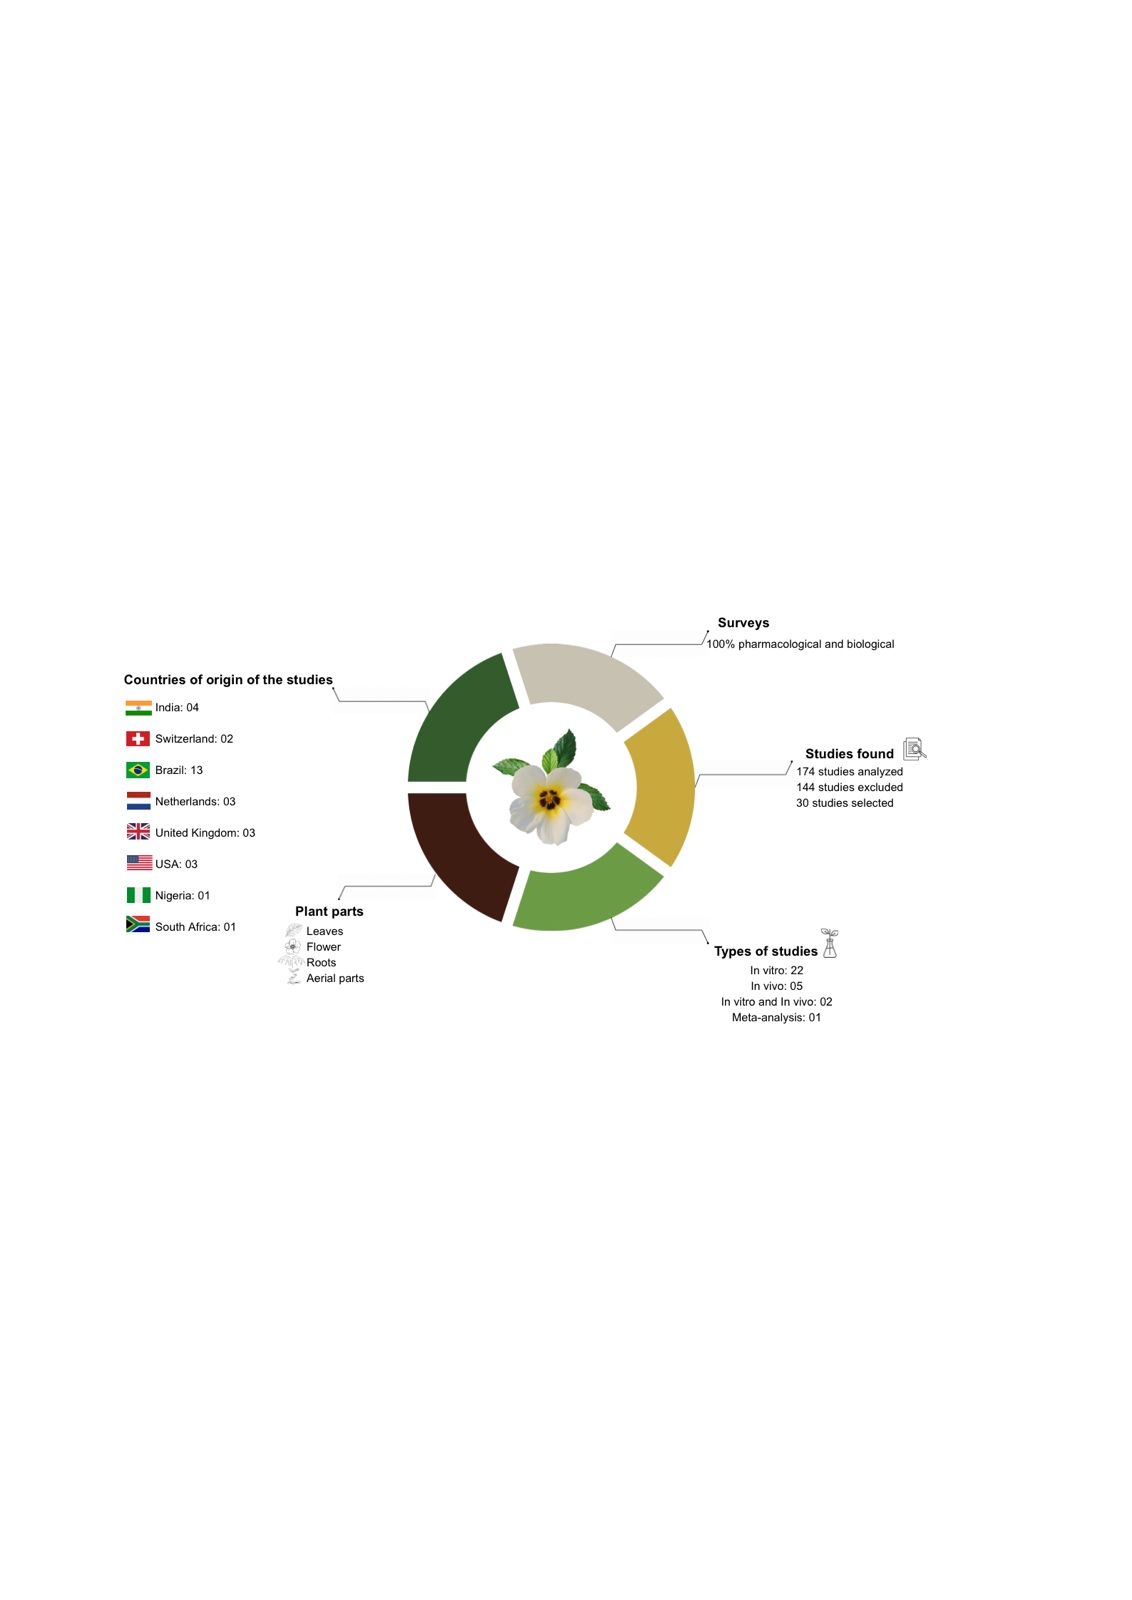 Surveys
100% pharmacological and biological
Countries of origin of the studies
India: 04
Switzerland: 02
Brazil: 13
Netherlands: 03
United Kingdom: 03
USA: 03
Nigeria: 01
South Africa: 01
Studies found
174 studies analyzed
144 studies excluded
30 studies selected
Plant parts
Leaves
Flower
Roots
Aerial parts
Types of studies
In vitro: 22
In vivo: 05
In vitro and In vivo: 02
Meta-analysis: 01